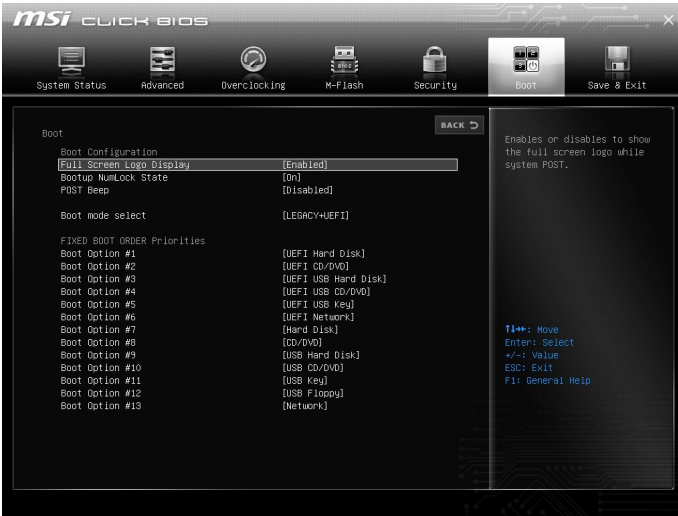 msi CLICK BIOS
System Status
Advanced
Overclocking
BIOS
M-Flash
Security
1 2
3
Boot
Save & Exit
BACK
Boot
Boot Configuration
Full Screen Logo Display [Enabled]
Bootup NumLock State [On]
POST Beep [Disabled]
Boot mode select [LEGACY+UEFI]
FIXED BOOT ORDER Priorities
Boot Option #1 [UEFI Hard Disk]
Boot Option #2 [UEFI CD/DVD]
Boot Option #3 [UEFI USB Hard Disk]
Boot Option #4 [UEFI USB CD/DVD]
Boot Option #5 [UEFI USB Key]
Boot Option #6 [UEFI Network]
Boot Option #7 [Hard Disk]
Boot Option #8 [CD/DVD]
Boot Option #9 [USB Hard Disk]
Boot Option #10 [USB CD/DVD]
Boot Option #11 [USB Key]
Boot Option #12 [USB Floppy]
Boot Option #13 [Network]
Enables or disables to show
the full screen logo while
system POST.
↑↓→←: Move
Enter: Select
+/-: Value
ESC: Exit
F1: General Help